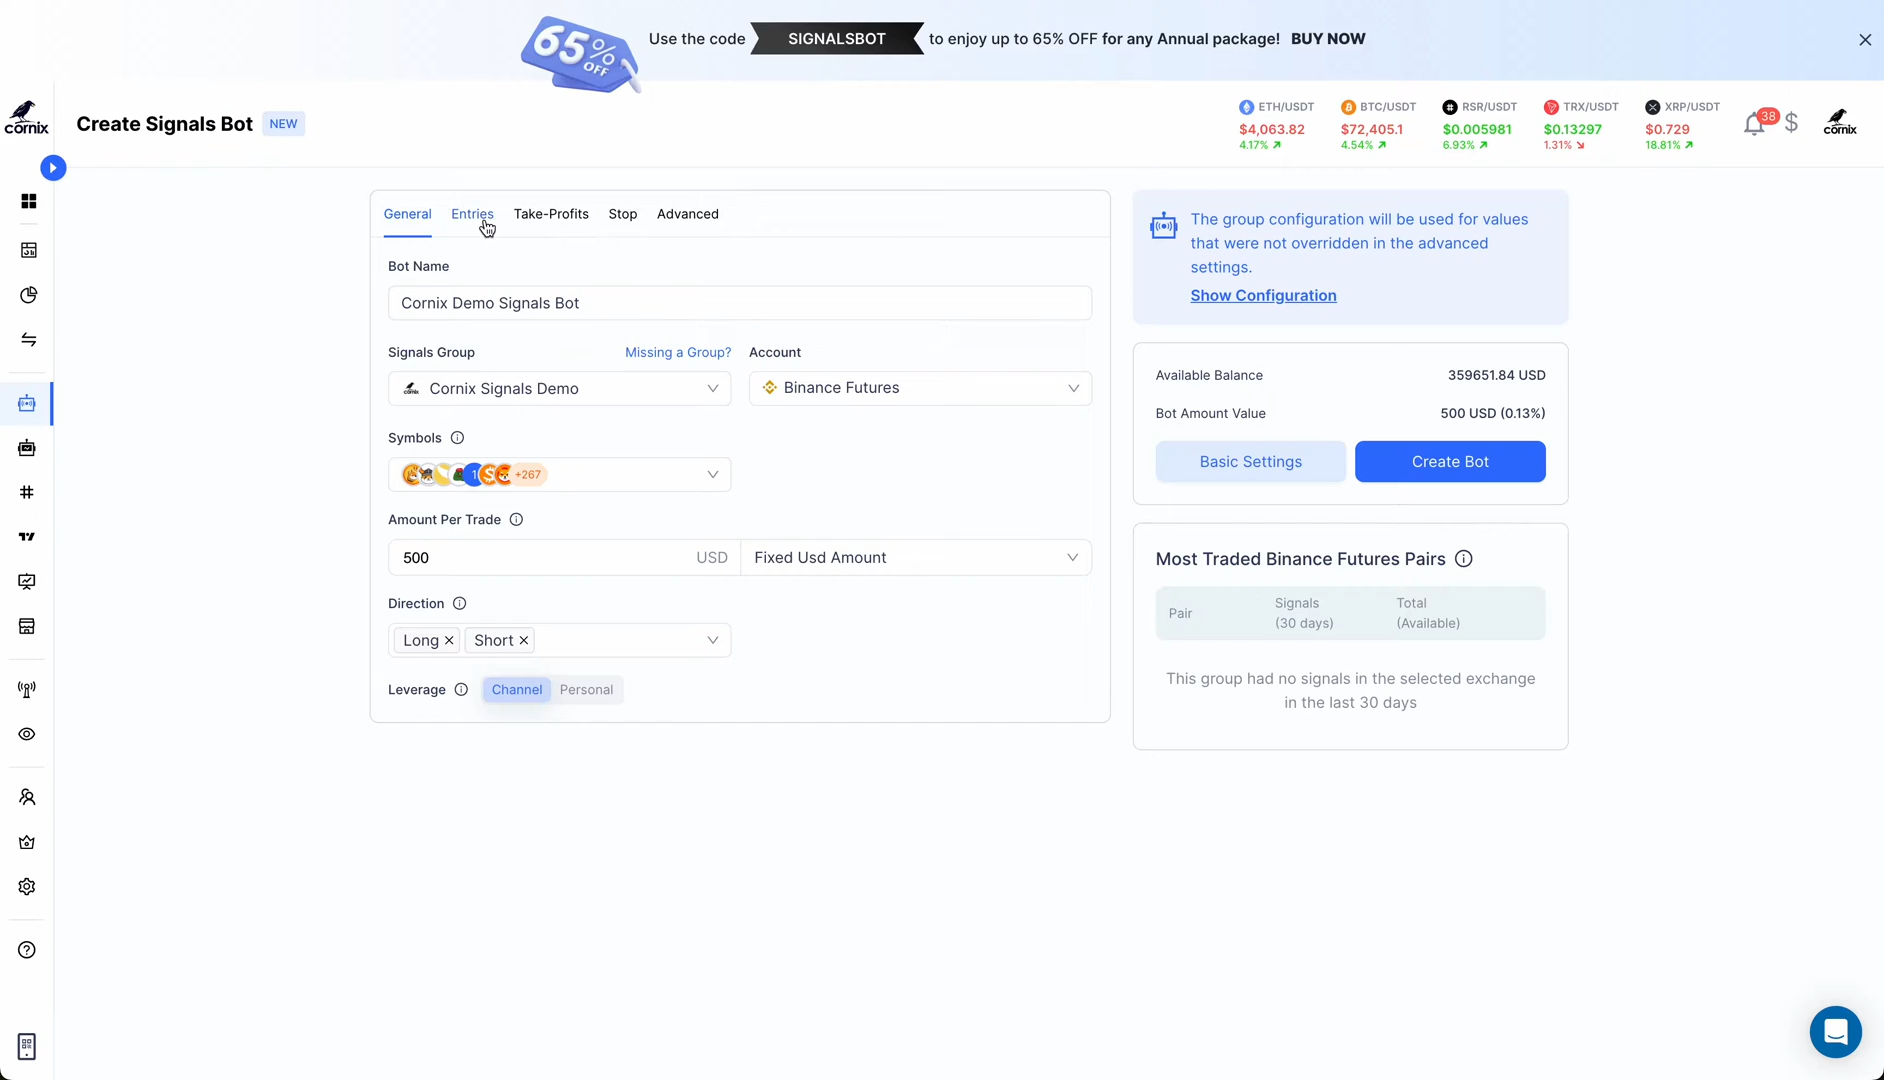 65%
OFF
Use the code SIGNALSBOT to enjoy up to 65% OFF for any Annual package! BUY NOW
cornix
Create Signals Bot NEW
ETH/USDT
$4,063.82
4.17%
BTC/USDT
$72,405.1
4.54%
RSR/USDT
$0.005981
6.93%
TRX/USDT
$0.13297
1.31%
XRP/USDT
$0.729
18.81%
38
$
cornix
General Entries Take-Profits Stop Advanced
Bot Name
Cornix Demo Signals Bot
Signals Group Missing a Group? Account
Cornix Signals Demo Binance Futures
Symbols
1 +267
Amount Per Trade
500 USD Fixed Usd Amount
Direction
Long Short
Leverage Channel Personal
The group configuration will be used for values
that were not overridden in the advanced
settings.
Show Configuration
Available Balance 359651.84 USD
Bot Amount Value 500 USD (0.13%)
Basic Settings Create Bot
Most Traded Binance Futures Pairs
Pair
Signals
(30 days)
Total
(Available)
This group had no signals in the selected exchange
in the last 30 days